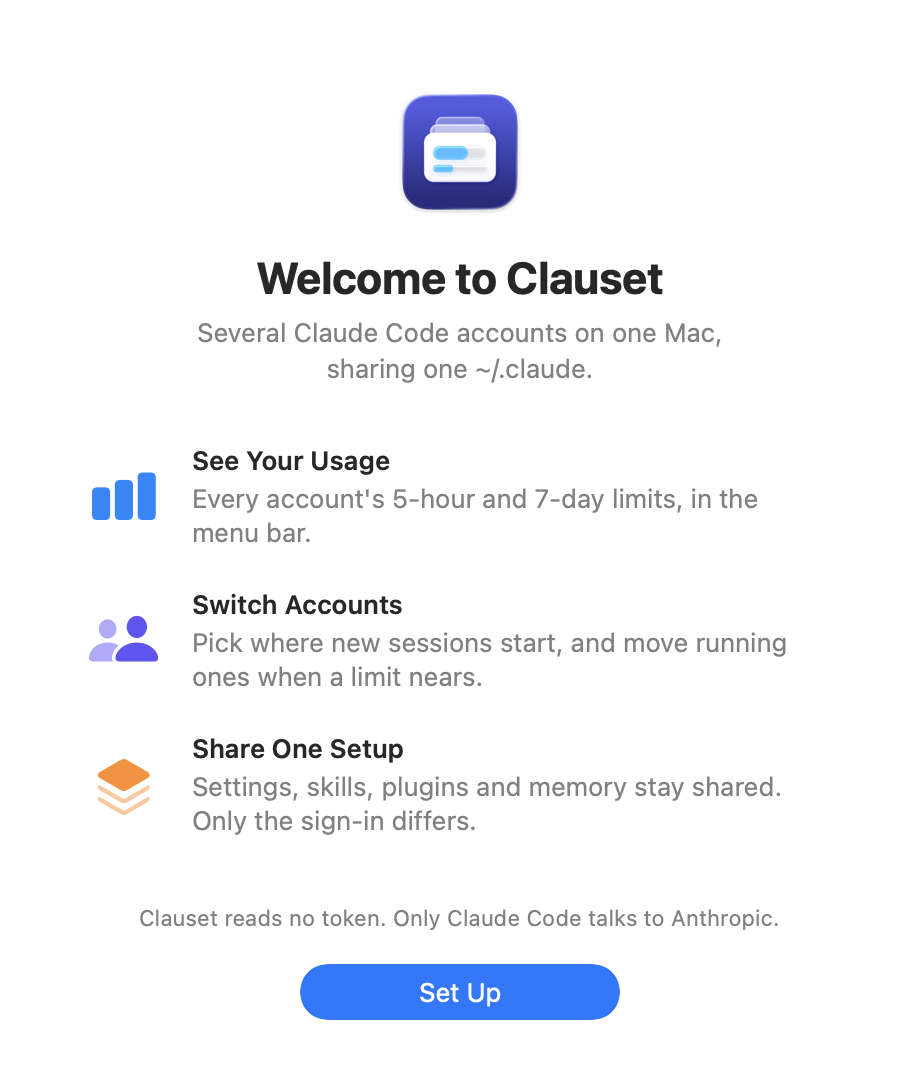 Welcome to Clauset
Several Claude Code accounts on one Mac,
sharing one ~/.claude.
See Your Usage
Every account's 5-hour and 7-day limits, in the
menu bar.
Switch Accounts
Pick where new sessions start, and move running
ones when a limit nears.
Share One Setup
Settings, skills, plugins and memory stay shared.
Only the sign-in differs.
Clauset reads no token. Only Claude Code talks to Anthropic.
Set Up